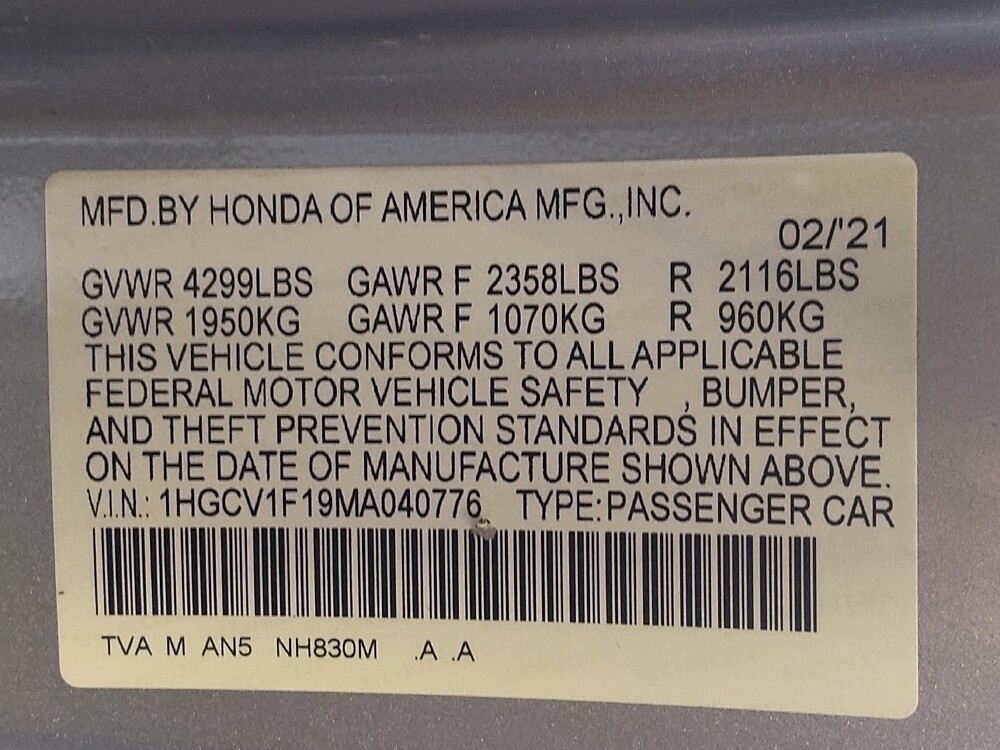 MFD.BY HONDA OF AMERICA MFG.,INC.
02/'21
GVWR 4299LBS GAWR F 2358LBS R 2116LBS
GVWR 1950KG GAWR F 1070KG R 960KG
THIS VEHICLE CONFORMS TO ALL APPLICABLE
FEDERAL MOTOR VEHICLE SAFETY , BUMPER,
AND THEFT PREVENTION STANDARDS IN EFFECT
ON THE DATE OF MANUFACTURE SHOWN ABOVE.
V.I.N.: 1HGCV1F19MA040776 TYPE:PASSENGER CAR
TVA M AN5 NH830M .A .A